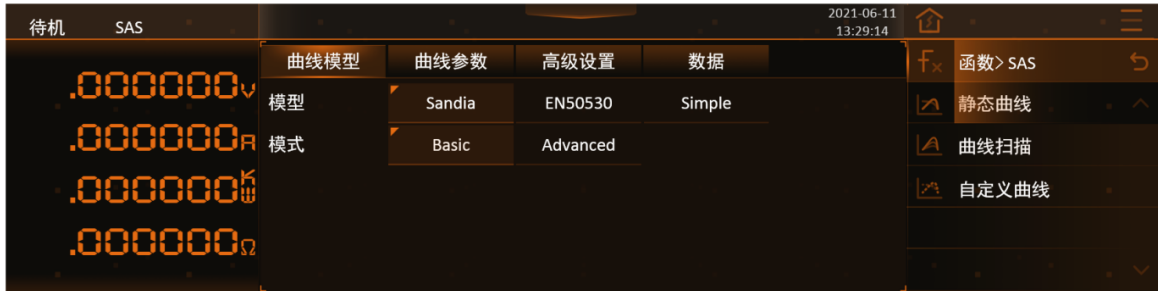 待机 SAS
2021-06-11
13:29:14
.000000V
.000000A
.000000KW
.000000Ω
曲线模型 曲线参数 高级设置 数据
模型 Sandia EN50530 Simple
模式 Basic Advanced
fx 函数> SAS
静态曲线
曲线扫描
自定义曲线